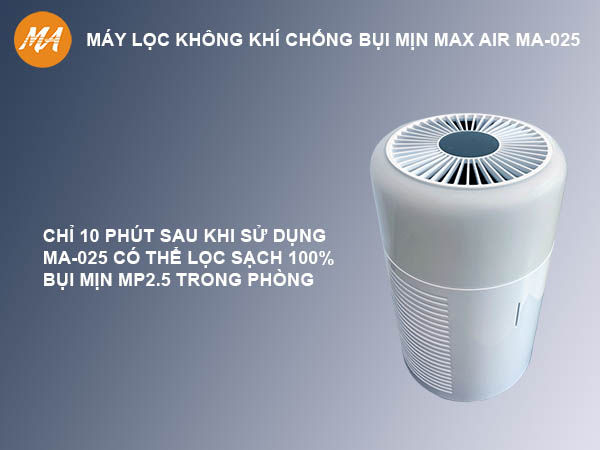 MA
MÁY LỌC KHÔNG KHÍ CHỐNG BỤI MỊN MAX AIR MA-025
CHỈ 10 PHÚT SAU KHI SỬ DỤNG
MA-025 CÓ THỂ LỌC SẠCH 100%
BỤI MỊN MP2.5 TRONG PHÒNG